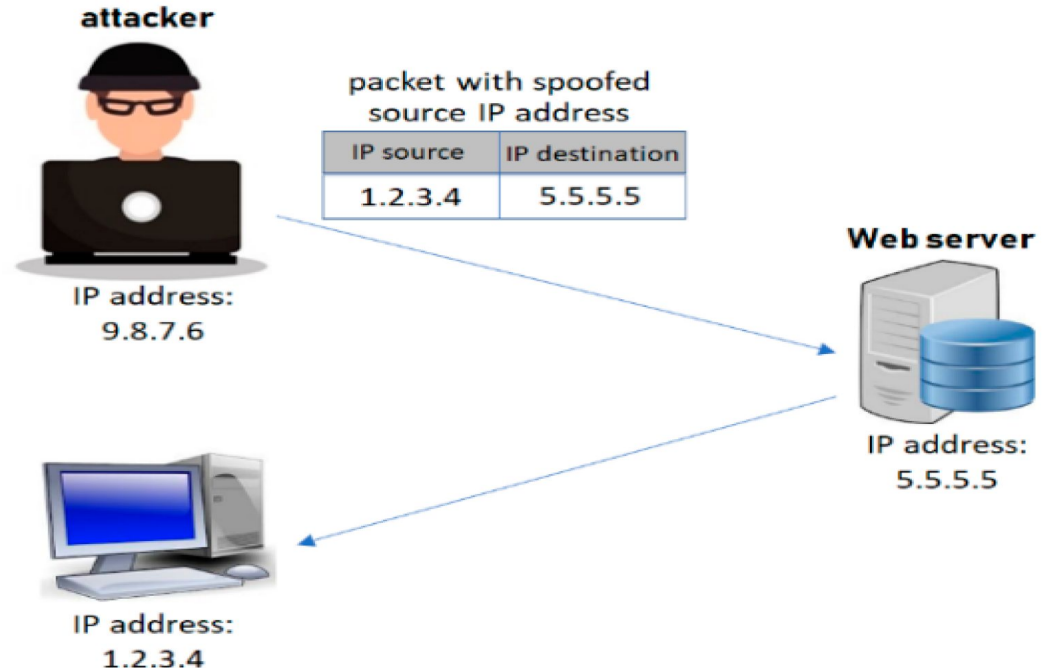 attacker
packet with spoofed
source IP address
IP source IP destination
1.2.3.4 5.5.5.5
IP address:
9.8.7.6
Web server
IP address:
5.5.5.5
IP address:
1.2.3.4